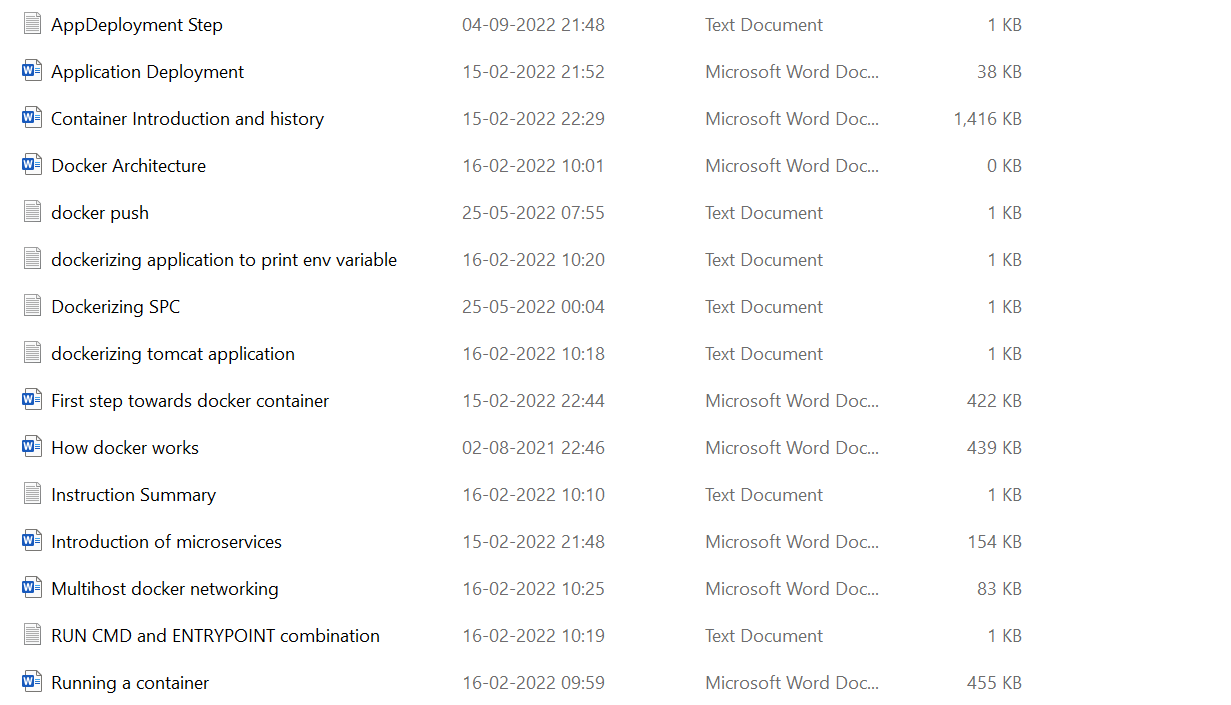 AppDeployment Step 04-09-2022 21:48 Text Document 1 KB
Application Deployment 15-02-2022 21:52 Microsoft Word Doc... 38 KB
Container Introduction and history 15-02-2022 22:29 Microsoft Word Doc... 1,416 KB
Docker Architecture 16-02-2022 10:01 Microsoft Word Doc... 0 KB
docker push 25-05-2022 07:55 Text Document 1 KB
dockerizing application to print env variable 16-02-2022 10:20 Text Document 1 KB
Dockerizing SPC 25-05-2022 00:04 Text Document 1 KB
dockerizing tomcat application 16-02-2022 10:18 Text Document 1 KB
First step towards docker container 15-02-2022 22:44 Microsoft Word Doc... 422 KB
How docker works 02-08-2021 22:46 Microsoft Word Doc... 439 KB
Instruction Summary 16-02-2022 10:10 Text Document 1 KB
Introduction of microservices 15-02-2022 21:48 Microsoft Word Doc... 154 KB
Multihost docker networking 16-02-2022 10:25 Microsoft Word Doc... 83 KB
RUN CMD and ENTRYPOINT combination 16-02-2022 10:19 Text Document 1 KB
Running a container 16-02-2022 09:59 Microsoft Word Doc... 455 KB